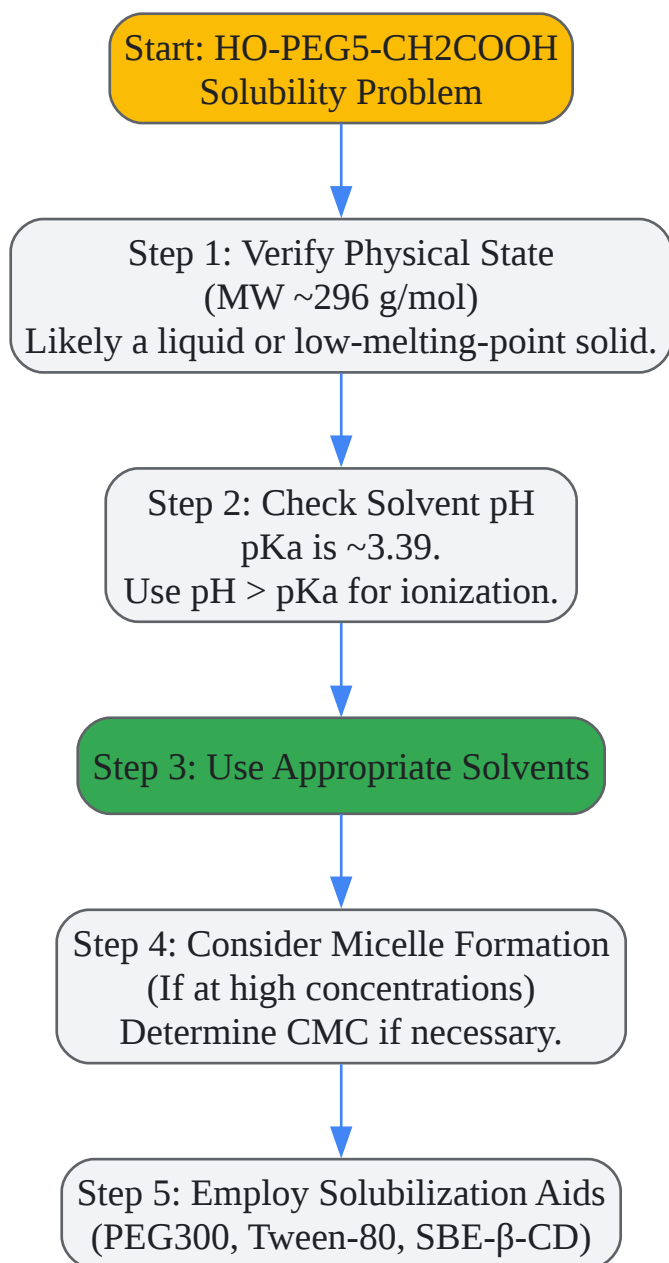 Start: HO-PEG5-CH2COOH
Solubility Problem
Step 1: Verify Physical State
(MW ~296 g/mol)
Likely a liquid or low-melting-point solid.
Step 2: Check Solvent pH
pKa is ~3.39.
Use pH > pKa for ionization.
Step 3: Use Appropriate Solvents
Step 4: Consider Micelle Formation
(If at high concentrations)
Determine CMC if necessary.
Step 5: Employ Solubilization Aids
(PEG300, Tween-80, SBE-β-CD)